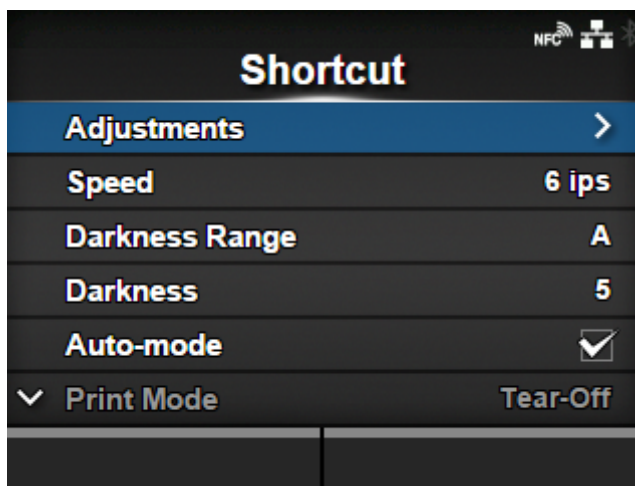 NFC
Shortcut
Adjustments
Speed 6 ips
Darkness Range A
Darkness 5
Auto-mode
Print Mode Tear-Off